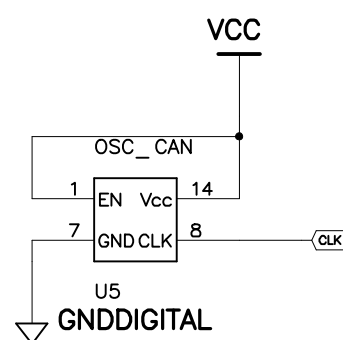 VCC
OSC_CAN
1 EN Vcc 14
7 GND CLK 8
CLK
U5
GNDDIGITAL